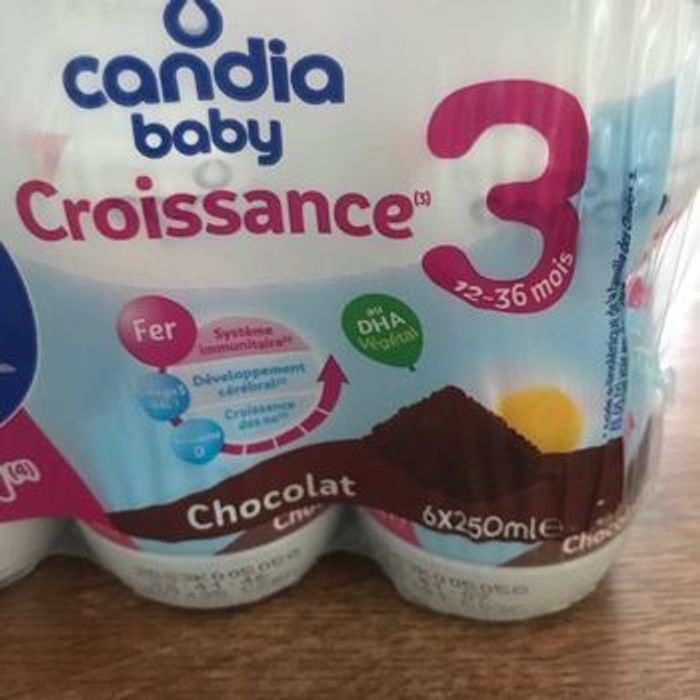 candia
baby
Croissance(3)
3
12-36 mois
Fer
Système
immunitaire
Développement
cérébral
Croissance
des os
D
au
DHA
Végétal
Chocolat
6X250ml e
(4)